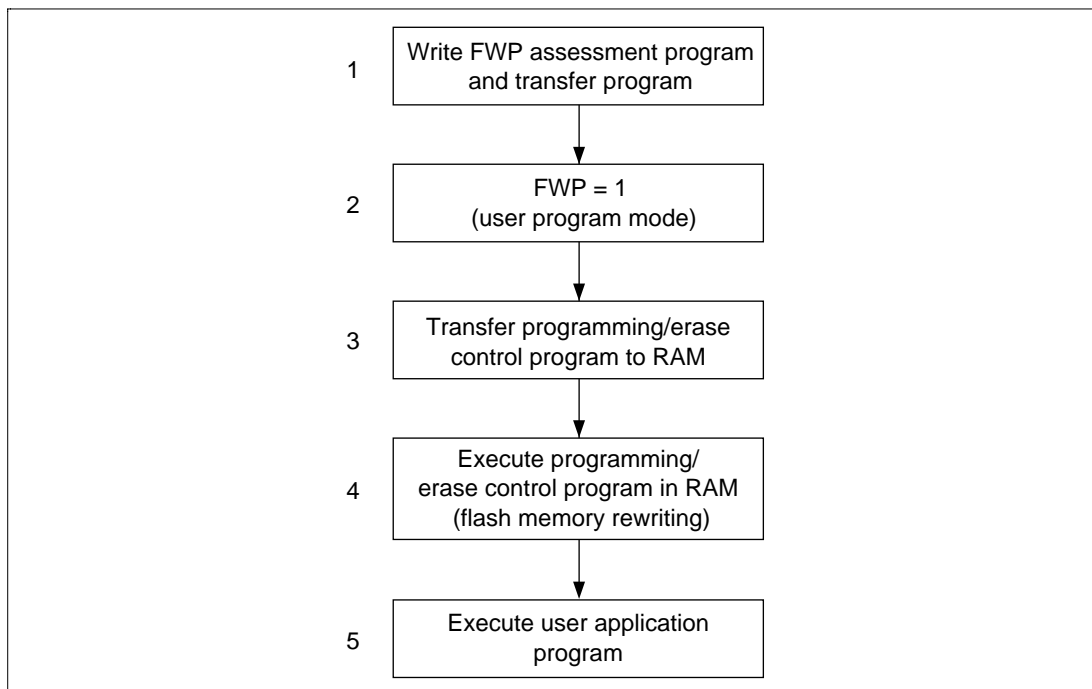 1
Write FWP assessment program
and transfer program
2
FWP = 1
(user program mode)
3
Transfer programming/erase
control program to RAM
4
Execute programming/
erase control program in RAM
(flash memory rewriting)
5
Execute user application
program